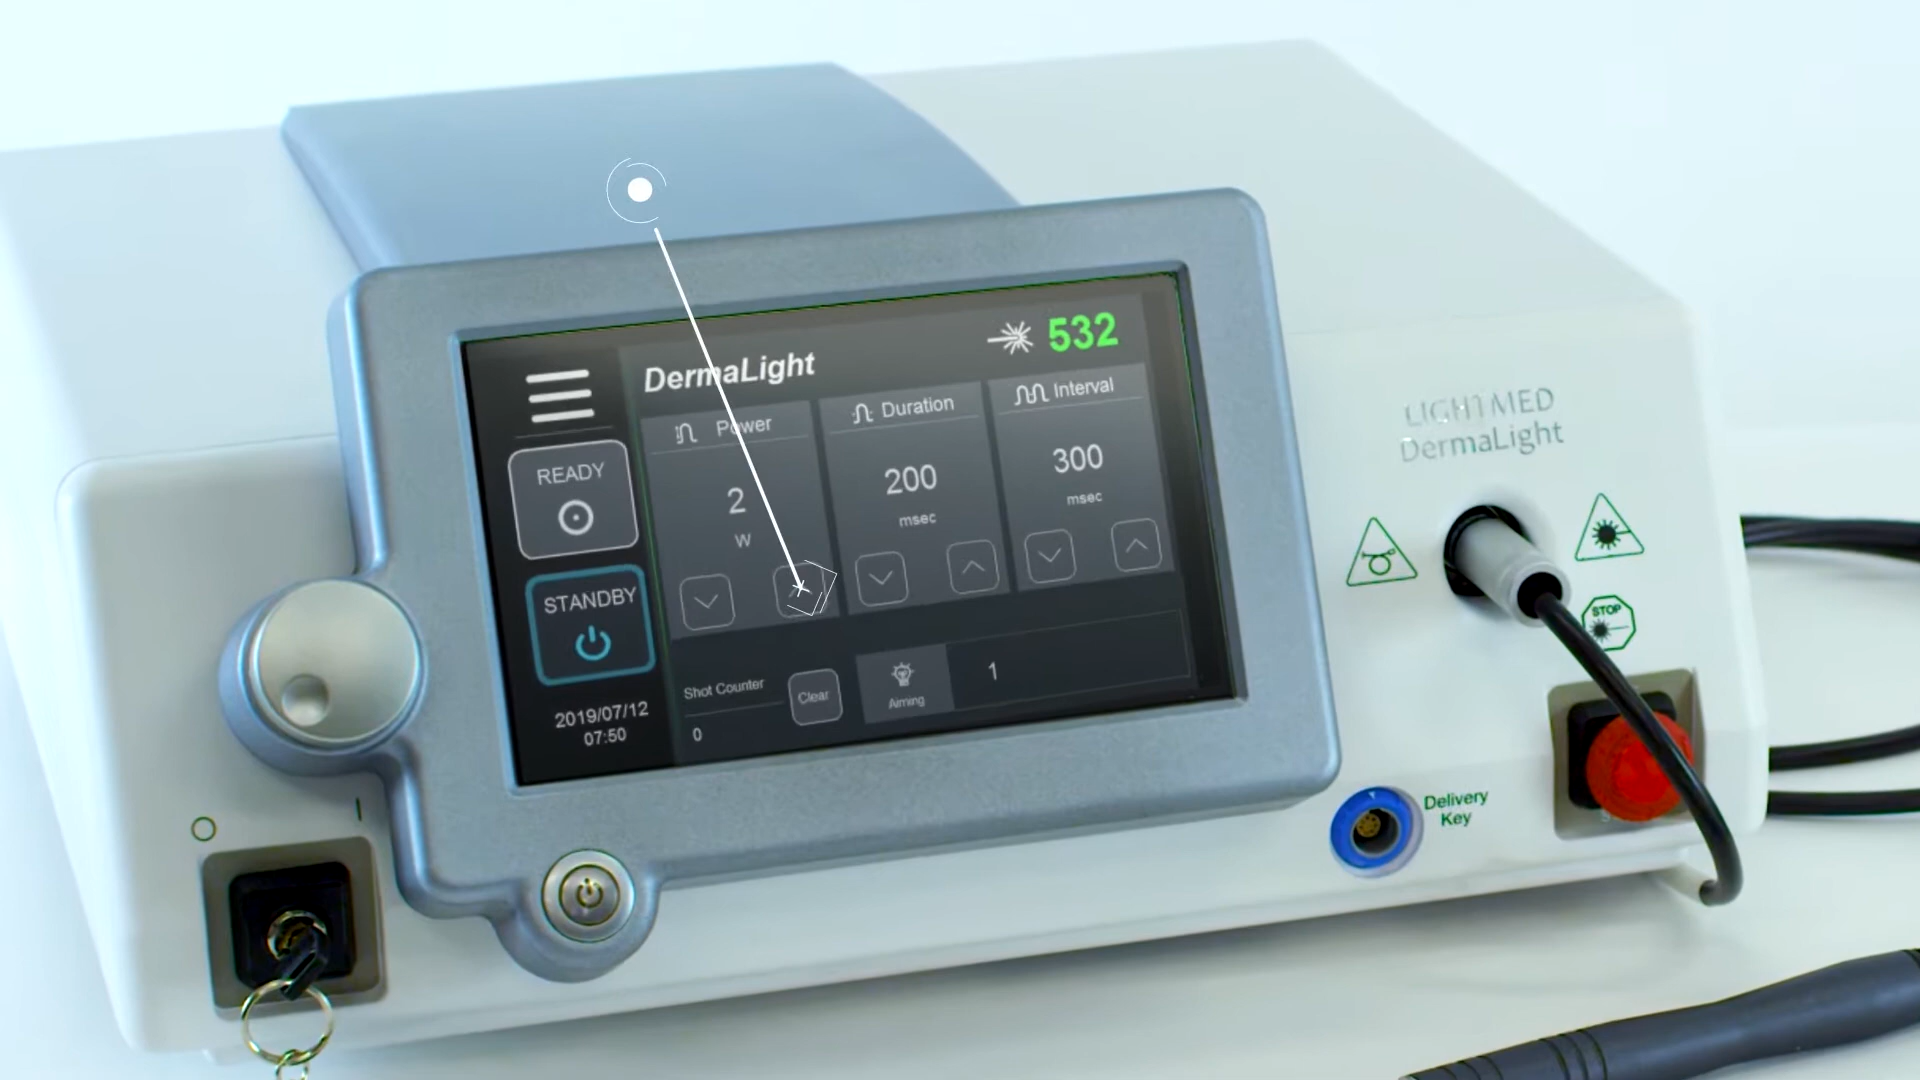 DermaLight
532
Power
Duration
Interval
2
W
200
msec
300
msec
READY
STANDBY
Shot Counter
Clear
Aiming
1
0
2019/07/12
07:50
LIGHTMED
DermaLight
STOP
Delivery
Key
O
I